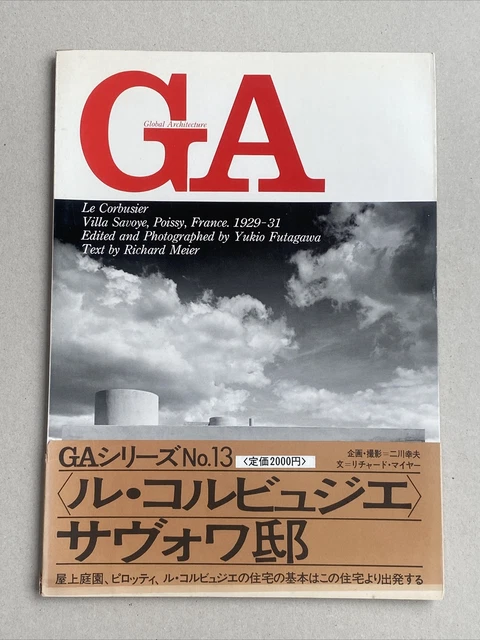 GA
Global Architecture
Le Corbusier
Villa Savoye, Poissy, France. 1929-31
Edited and Photographed by Yukio Futagawa
Text by Richard Meier
GAシリーズNo.13 〈定価2000円〉
企画・撮影=二川幸夫
文=リチャード・マイヤー
〈ル・コルビュジエ〉
サヴォワ邸
屋上庭園、ピロッティ、ル・コルビュジエの住宅の基本はこの住宅より出発する